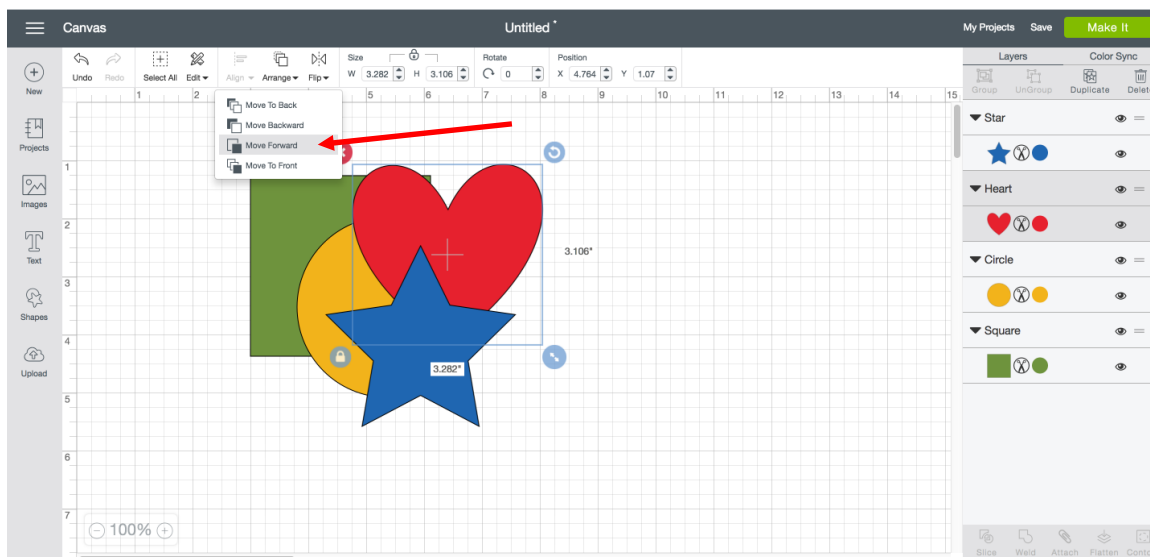 Canvas
Untitled *
My Projects Save Make It
Undo Redo Select All Edit Align Arrange Flip
Size
W 3.282 H 3.106
Rotate
0
Position
X 4.764 Y 1.07
Layers Color Sync
Group UnGroup Duplicate Delet
New
Projects
Images
Text
Shapes
Upload
1 2 5 6 7 8 9 10 11 12 13 14 15
Move To Back
Move Backward
Move Forward
Move To Front
1
2
3
4
5
6
7
3.106"
3.282"
100%
Star
Heart
Circle
Square
Slice Weld Attach Flatten Conto